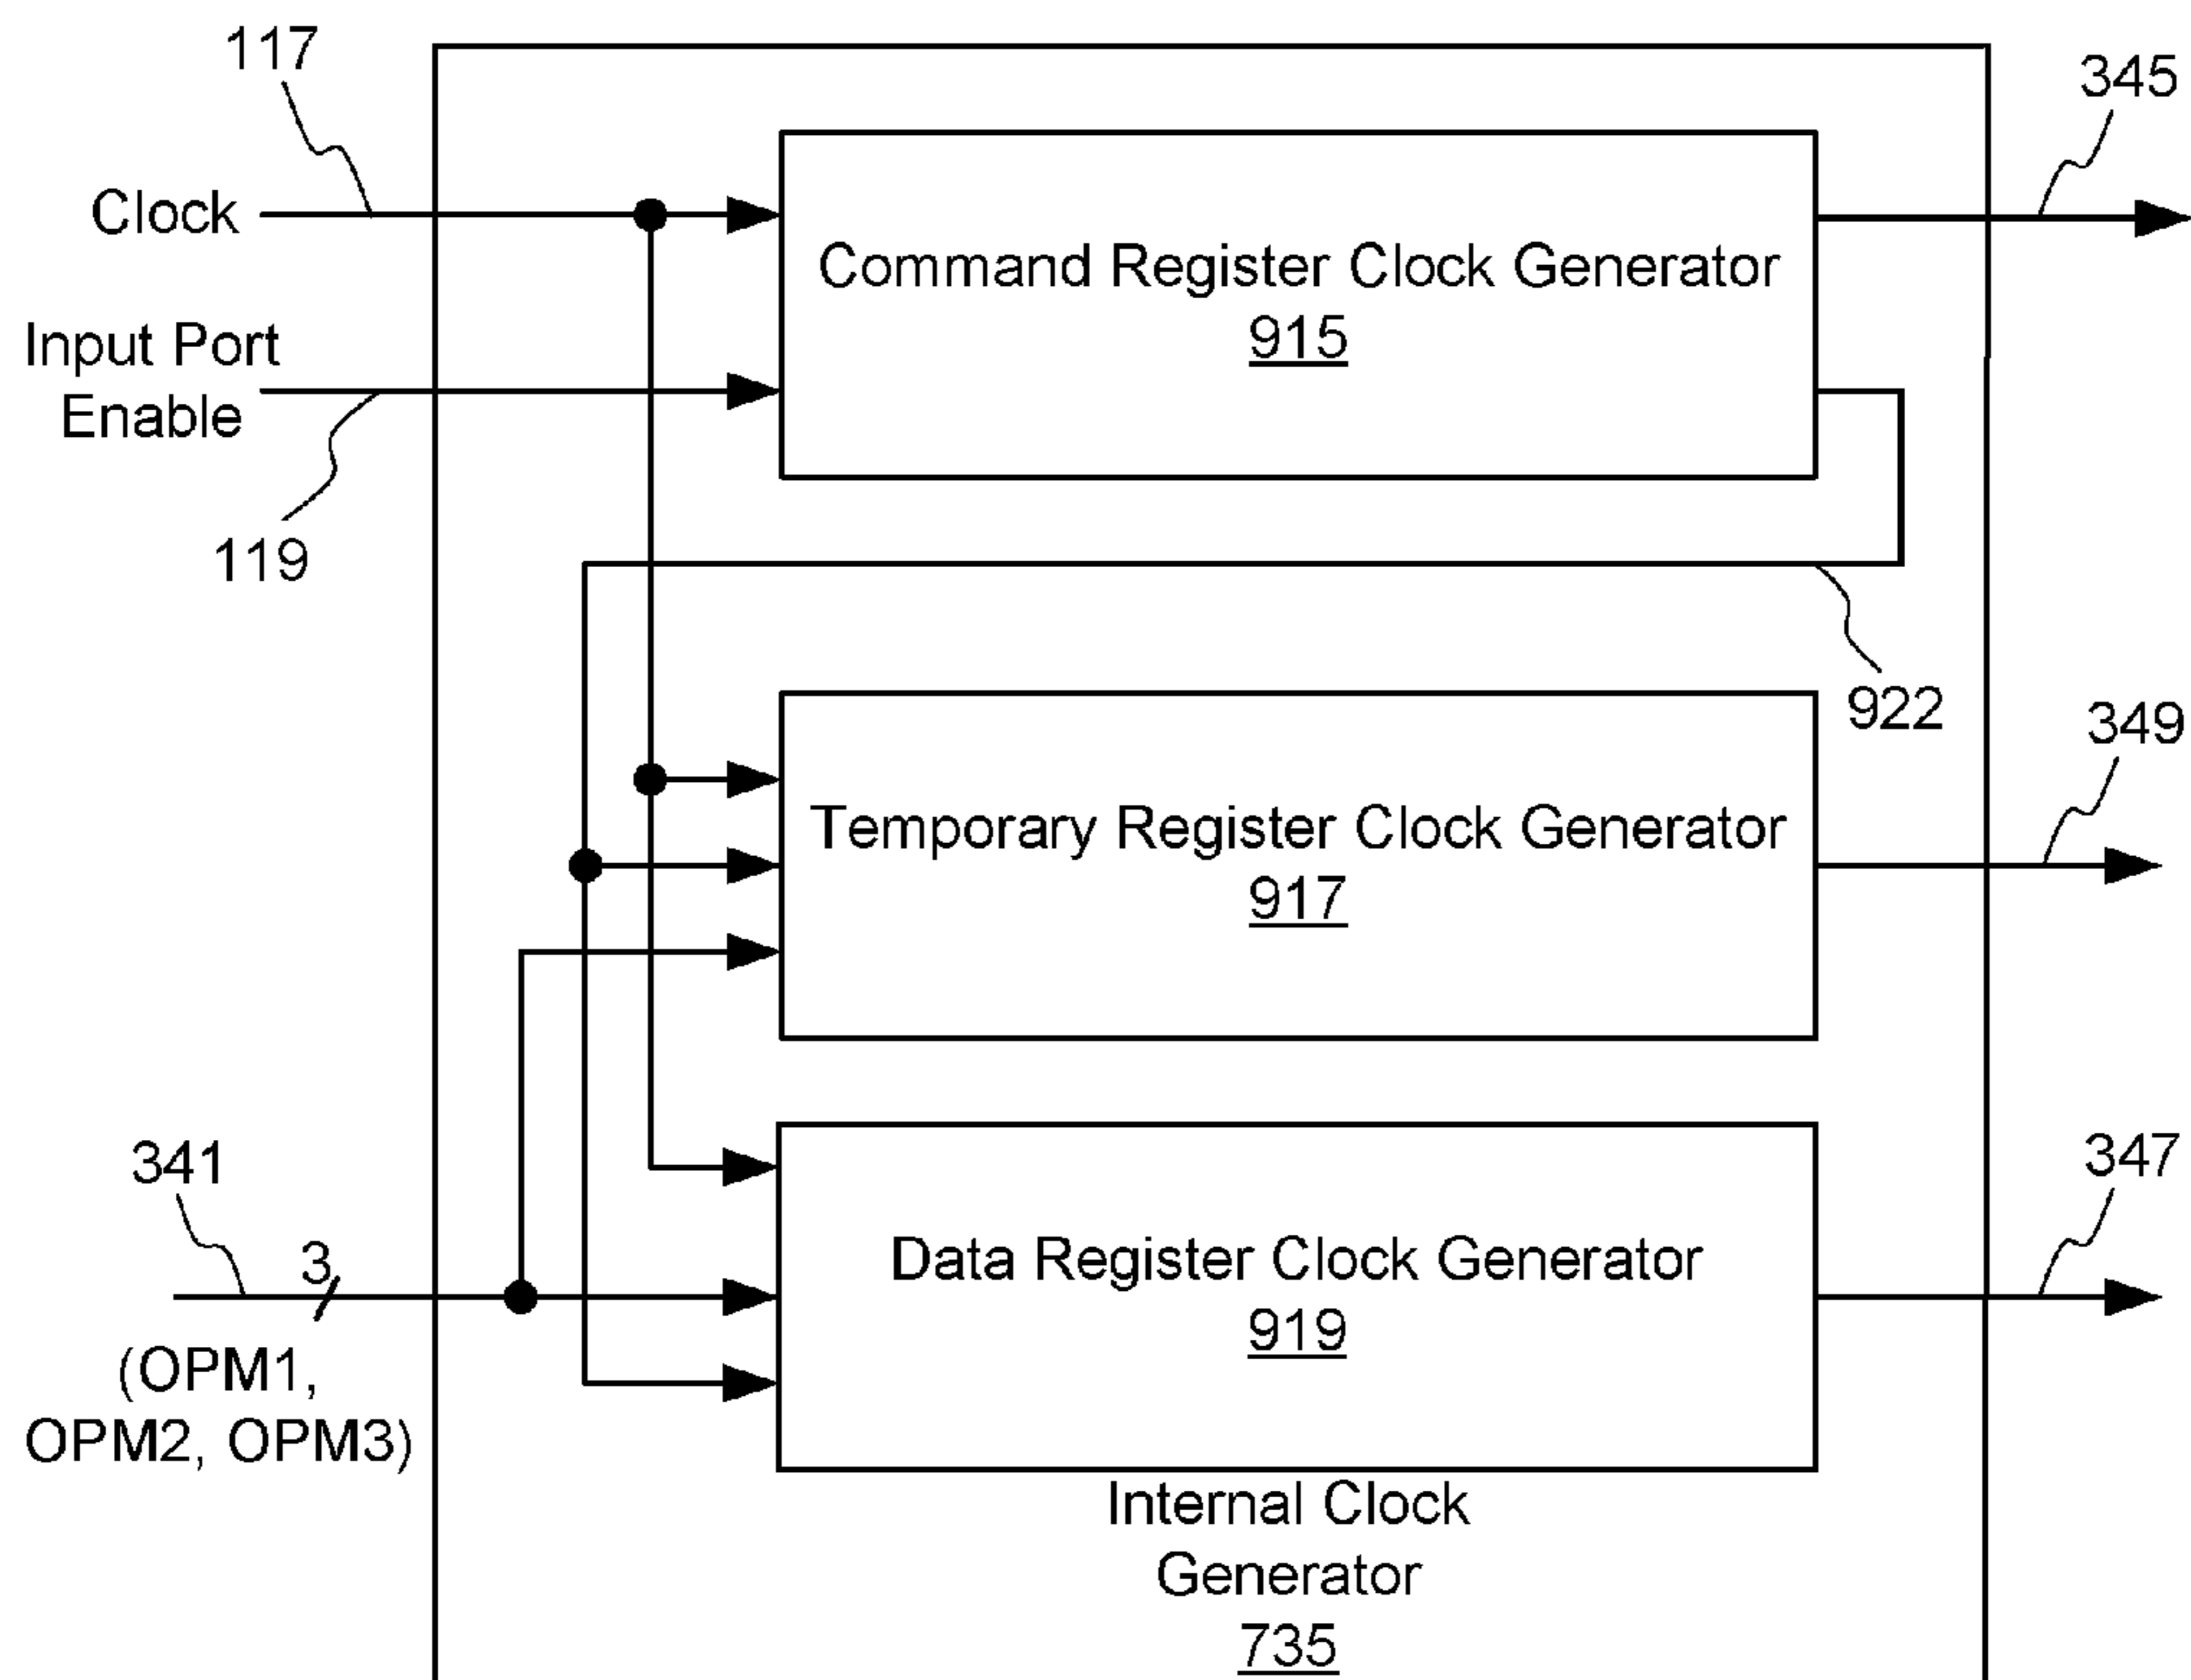 117
345
Clock
Command Register Clock Generator
915
Input Port
Enable
119
922
349
Temporary Register Clock Generator
917
341
347
3
Data Register Clock Generator
919
(OPM1,
OPM2, OPM3)
Internal Clock
Generator
735